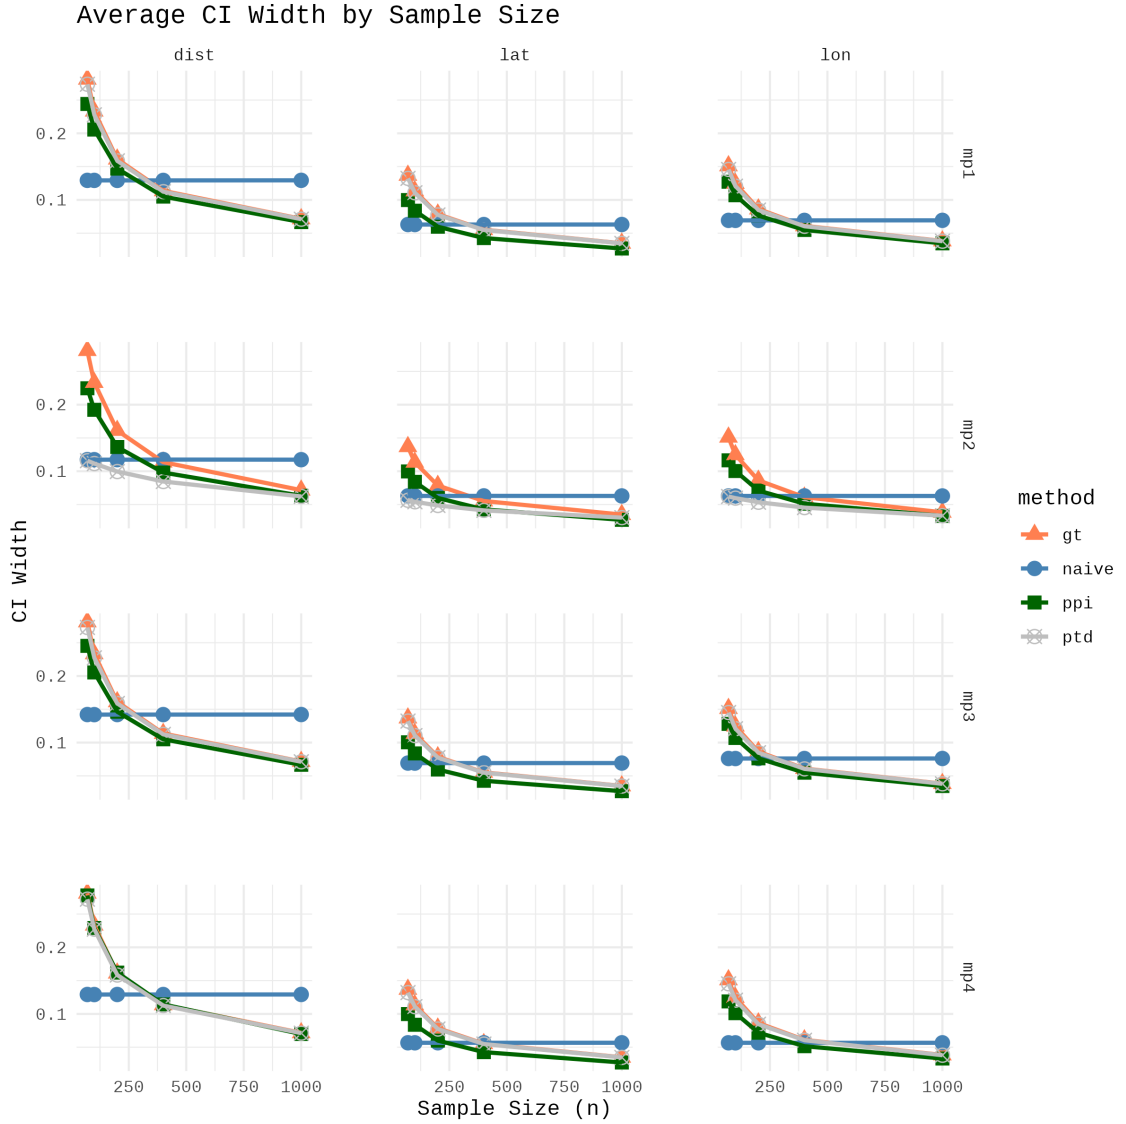 Average CI Width by Sample Size
dist
lat
lon
0.2
0.1
mp1
0.2
0.1
mp2
0.2
0.1
mp3
0.2
0.1
mp4
CI Width
250 500 750 1000
250 500 750 1000
250 500 750 1000
Sample Size (n)
method
gt
naive
ppi
ptd